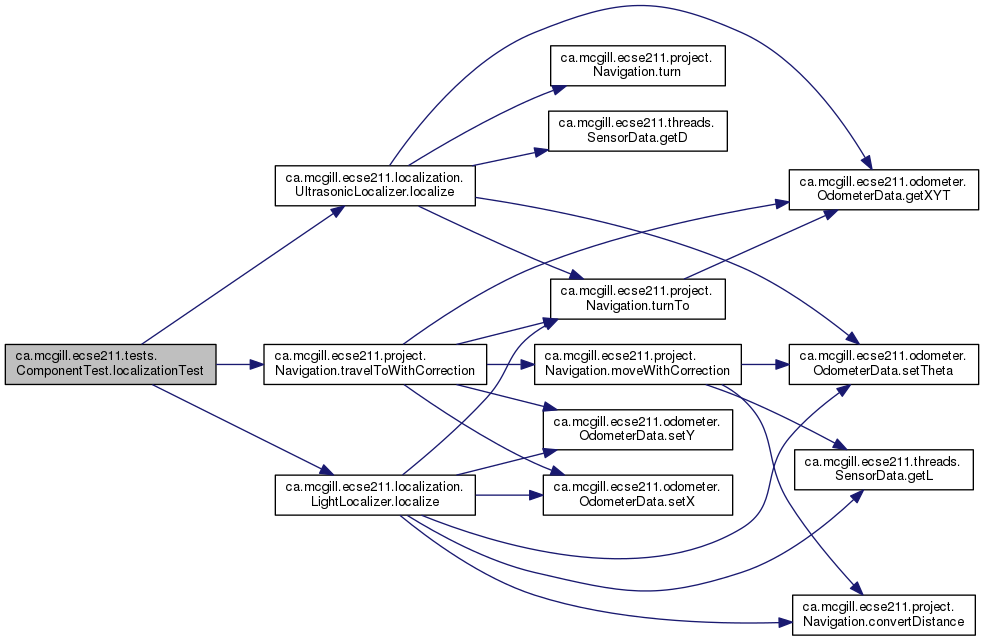 ca.mcgill.ecse211.project.
Navigation.turn
ca.mcgill.ecse211.threads.
SensorData.getD
ca.mcgill.ecse211.localization.
UltrasonicLocalizer.localize
ca.mcgill.ecse211.odometer.
OdometerData.getXYT
ca.mcgill.ecse211.project.
Navigation.turnTo
ca.mcgill.ecse211.tests.
ComponentTest.localizationTest
ca.mcgill.ecse211.project.
Navigation.travelToWithCorrection
ca.mcgill.ecse211.project.
Navigation.moveWithCorrection
ca.mcgill.ecse211.odometer.
OdometerData.setTheta
ca.mcgill.ecse211.odometer.
OdometerData.setY
ca.mcgill.ecse211.threads.
SensorData.getL
ca.mcgill.ecse211.localization.
LightLocalizer.localize
ca.mcgill.ecse211.odometer.
OdometerData.setX
ca.mcgill.ecse211.project.
Navigation.convertDistance